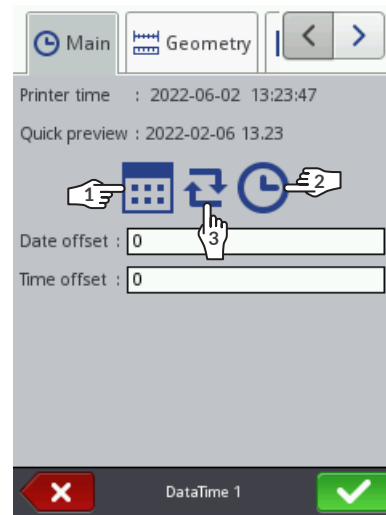 Main Geometry
Printer time : 2022-06-02 13:23:47
Quick preview : 2022-02-06 13.23
1
2
3
Date offset : 0
Time offset : 0
DataTime 1